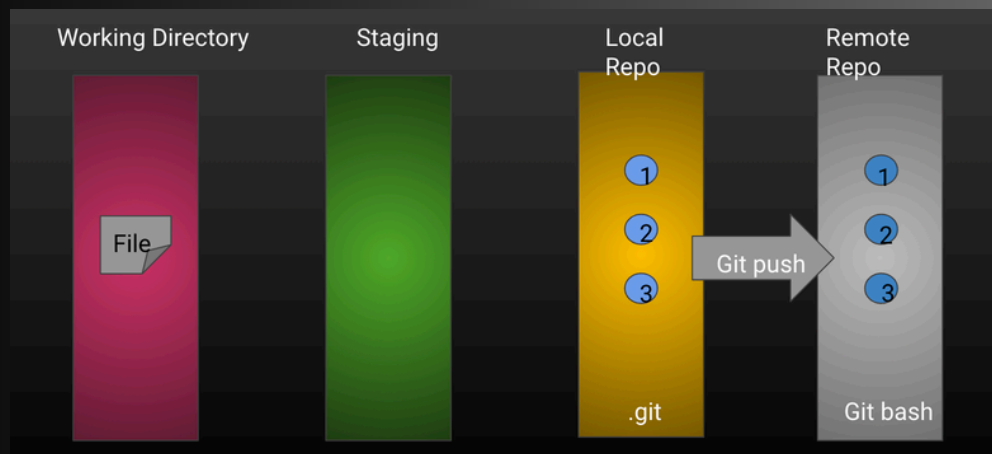 Working Directory
Staging
Local
Repo
Remote
Repo
File
1
2
3
Git push
1
2
3
.git
Git bash